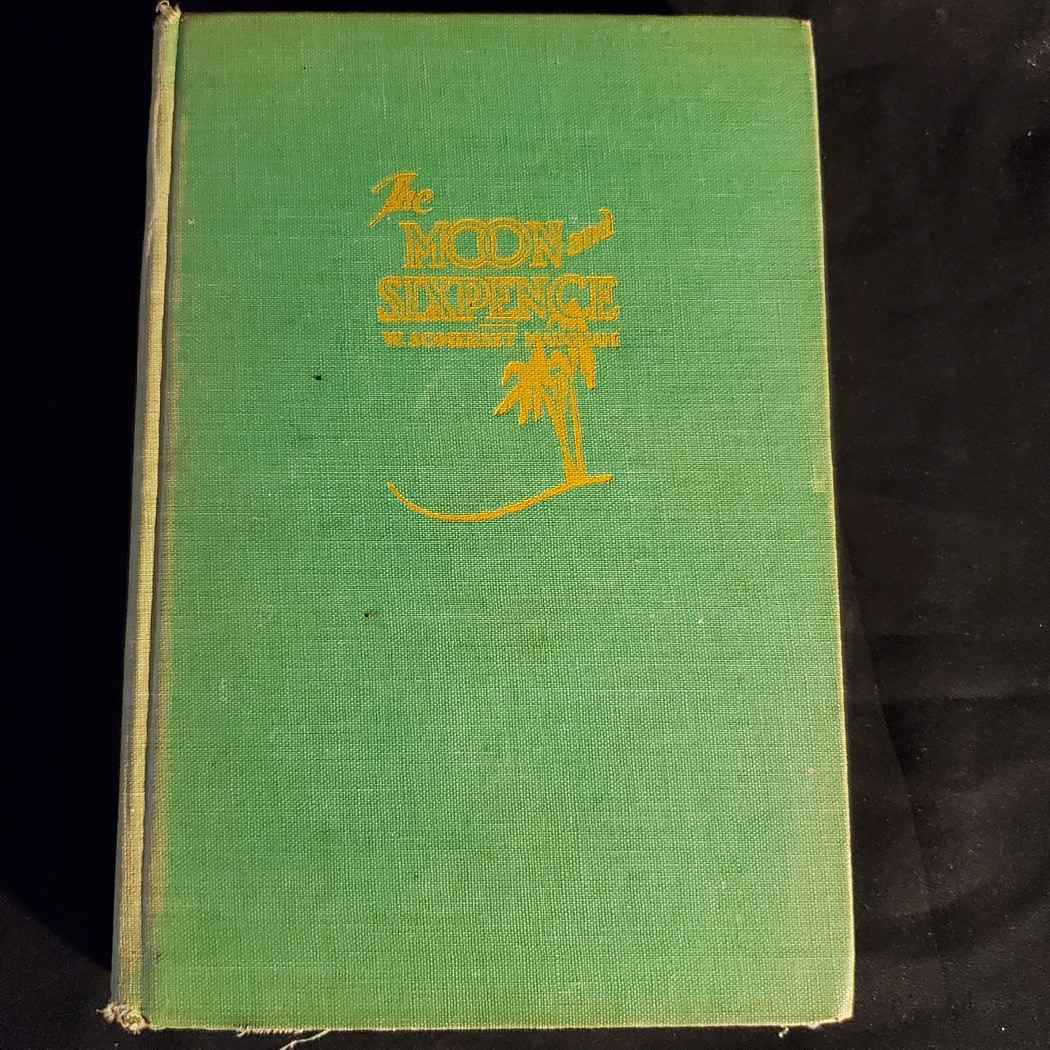 The
MOON and
SIXPENCE
W. SOMERSET MAUGHAM